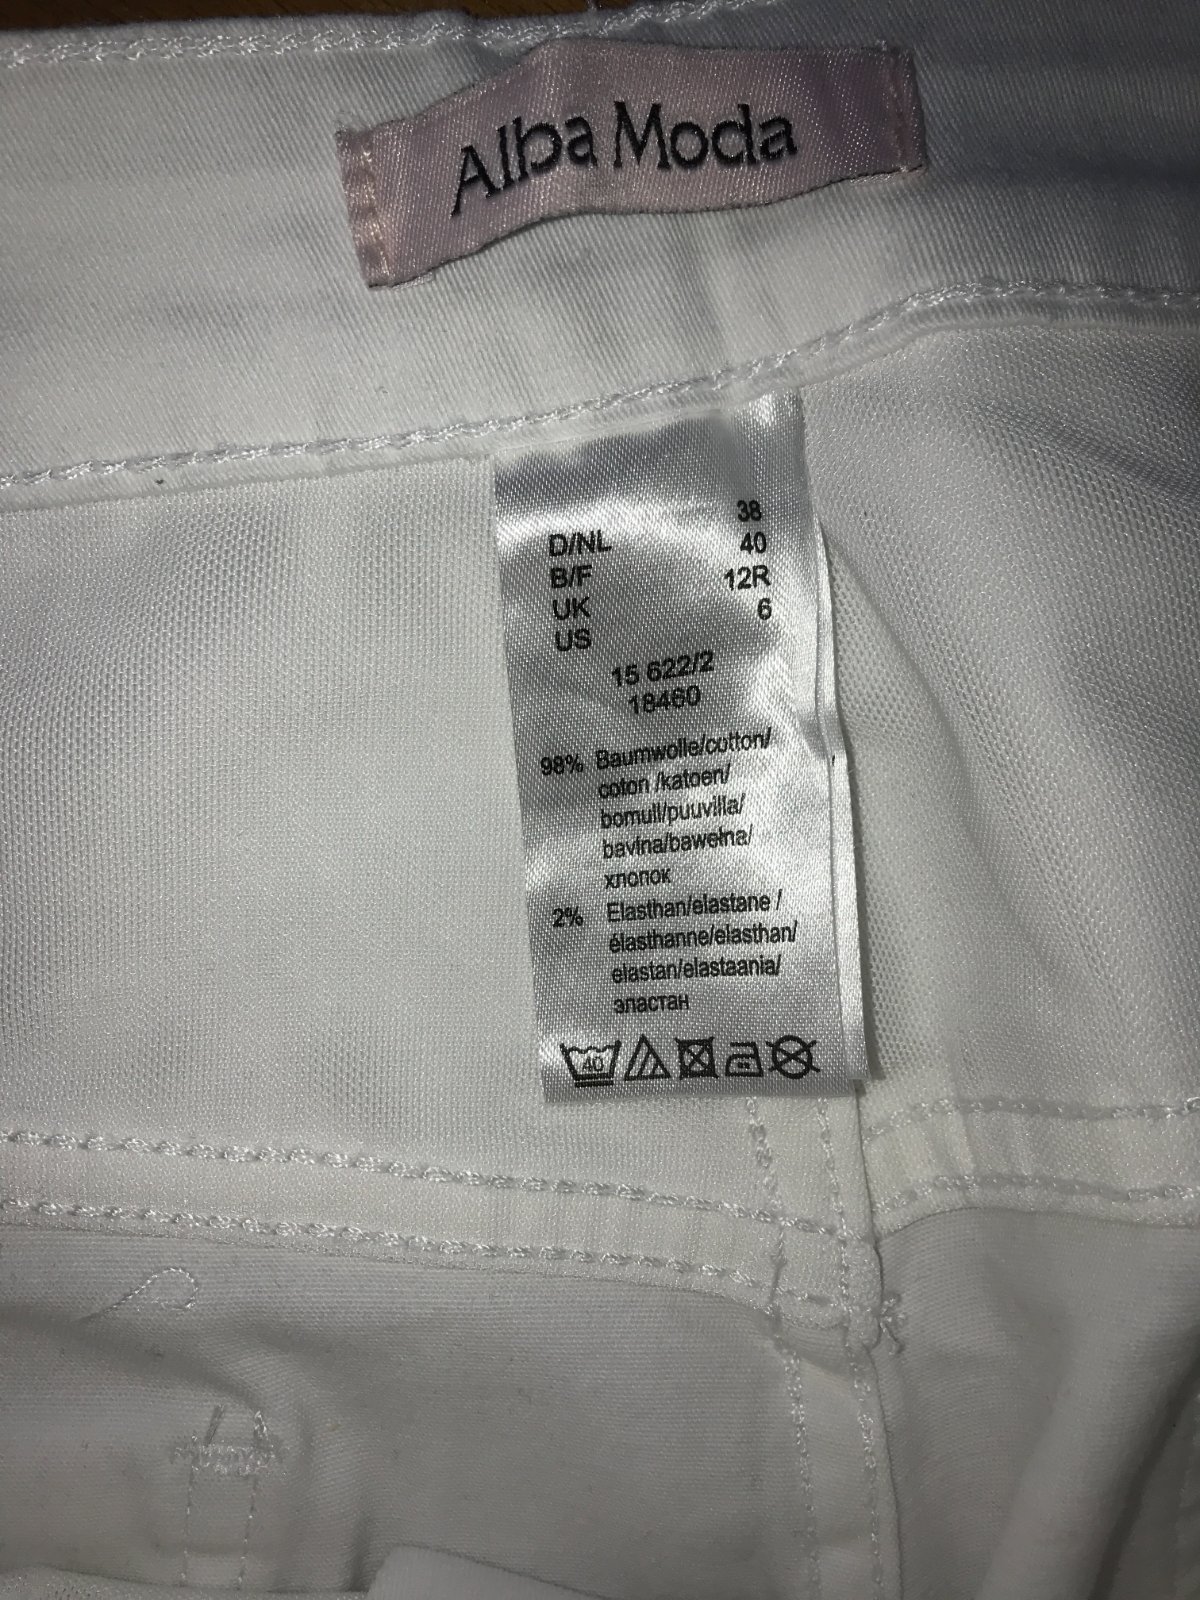 Alba Moda
D/NL 38
B/F 40
UK 12R
US 6
15 622/2
18460
98% Baumwolle/cotton/
coton /katoen/
bomull/puuvilla/
bavlna/bawełna/
хлопок
2% Elasthan/elastane /
élasthanne/elasthan/
elastan/elastaania/
эластан
40